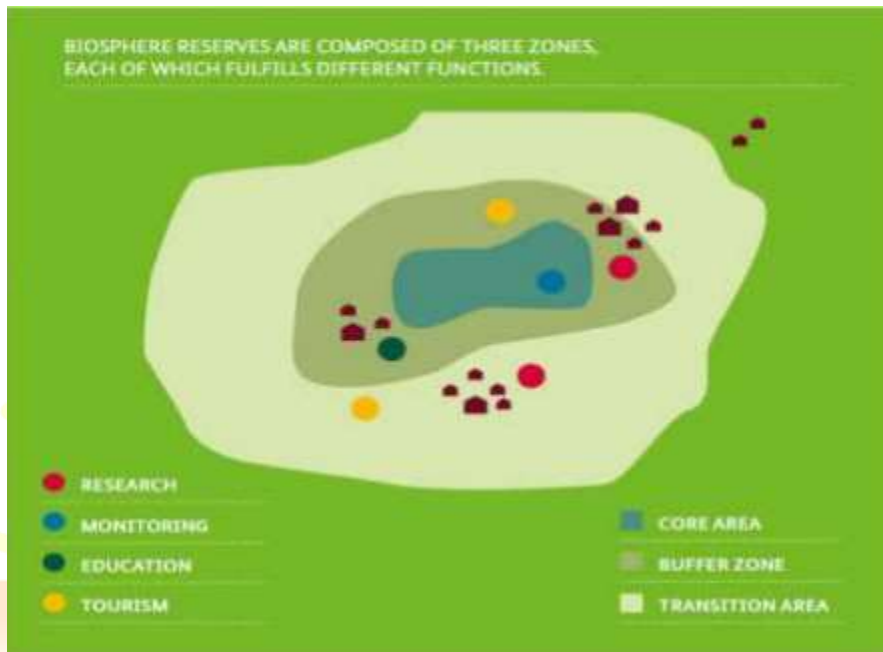 BIOSPHERE RESERVES ARE COMPOSED OF THREE ZONES,
EACH OF WHICH FULFILLS DIFFERENT FUNCTIONS.
RESEARCH
MONITORING
EDUCATION
TOURISM
CORE AREA
BUFFER ZONE
TRANSITION AREA